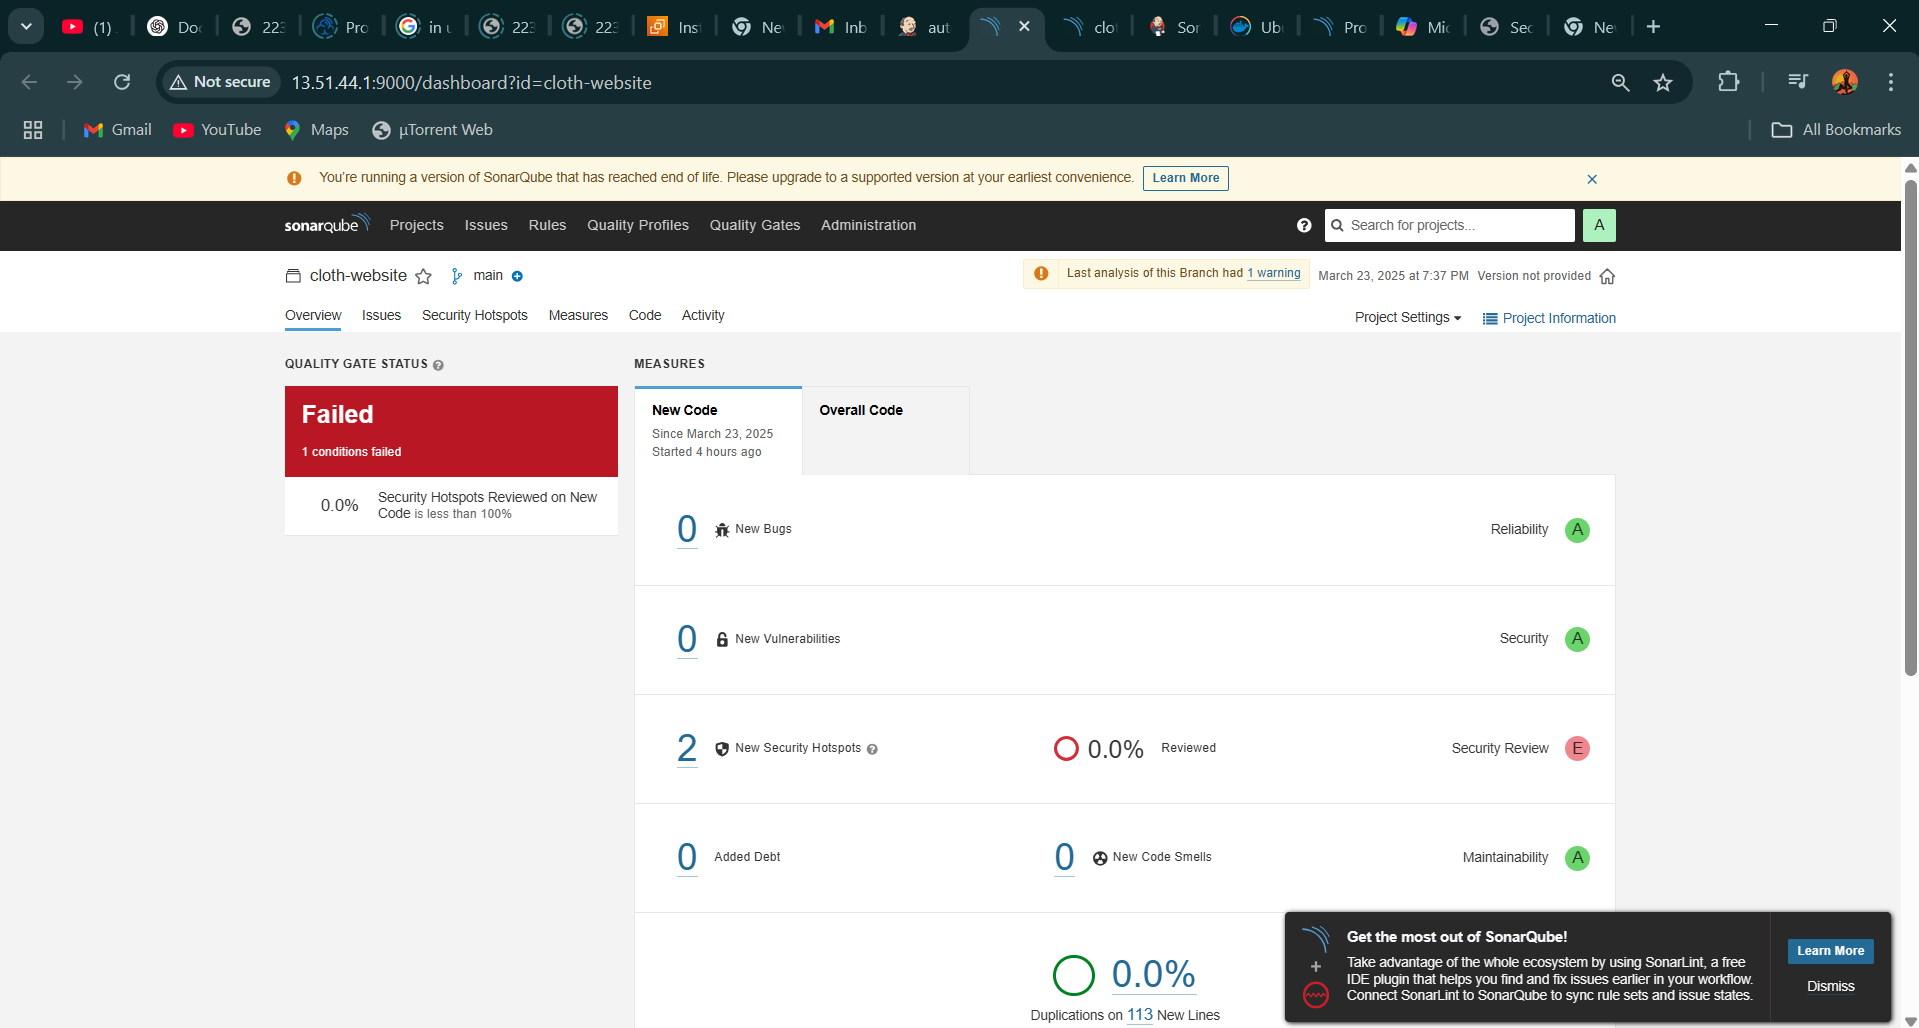 (1)
Do
223
Pro
in u
223
223
Inst
Ne
Inb
aut
clo
Sor
Ub
Pro
Mic
Sec
Ne
Not secure
13.51.44.1:9000/dashboard?id=cloth-website
Gmail
YouTube
Maps
µTorrent Web
All Bookmarks
You're running a version of SonarQube that has reached end of life. Please upgrade to a supported version at your earliest convenience.
Learn More
sonarqube
Projects
Issues
Rules
Quality Profiles
Quality Gates
Administration
Search for projects...
A
cloth-website
main
Last analysis of this Branch had 1 warning
March 23, 2025 at 7:37 PM
Version not provided
Overview
Issues
Security Hotspots
Measures
Code
Activity
Project Settings
Project Information
QUALITY GATE STATUS
MEASURES
Failed
1 conditions failed
0.0%
Security Hotspots Reviewed on New
Code is less than 100%
New Code
Since March 23, 2025
Started 4 hours ago
Overall Code
0
New Bugs
Reliability
A
0
New Vulnerabilities
Security
A
2
New Security Hotspots
0.0%
Reviewed
Security Review
E
0
Added Debt
0
New Code Smells
Maintainability
A
0.0%
Duplications on 113 New Lines
Get the most out of SonarQube!
Take advantage of the whole ecosystem by using SonarLint, a free
IDE plugin that helps you find and fix issues earlier in your workflow.
Connect SonarLint to SonarQube to sync rule sets and issue states.
Learn More
Dismiss